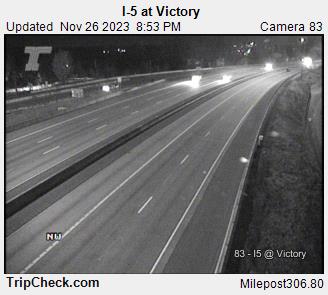 I-5 at Victory
Updated Nov 26 2023 8:53 PM Camera 83
T
NW
83 - I5 @ Victory
TripCheck.com Milepost306.80